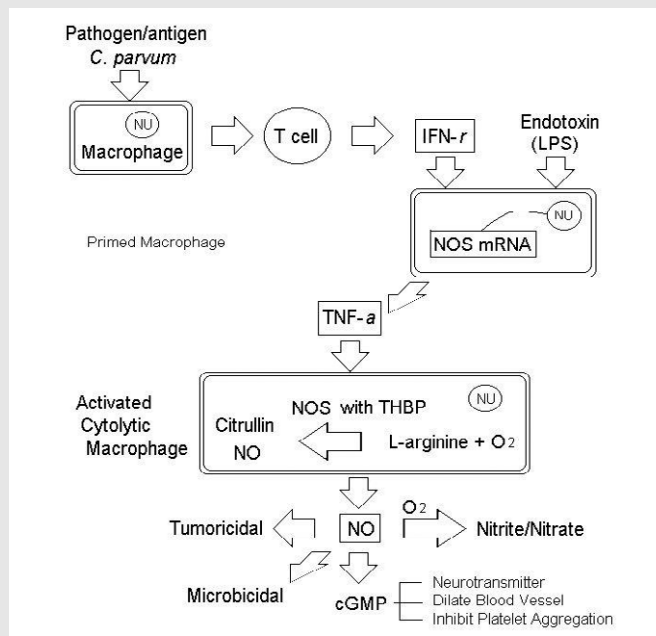 Pathogen/antigen
C. parvum
NU
Macrophage
T cell
IFN-r
Endotoxin
(LPS)
NU
NOS mRNA
Primed Macrophage
TNF-a
Activated
Cytolytic
Macrophage
NOS with THBP
NU
Citrullin
NO
L-arginine + O2
Tumoricidal
NO
O2
Nitrite/Nitrate
Microbicidal
cGMP
Neurotransmitter
Dilate Blood Vessel
Inhibit Platelet Aggregation